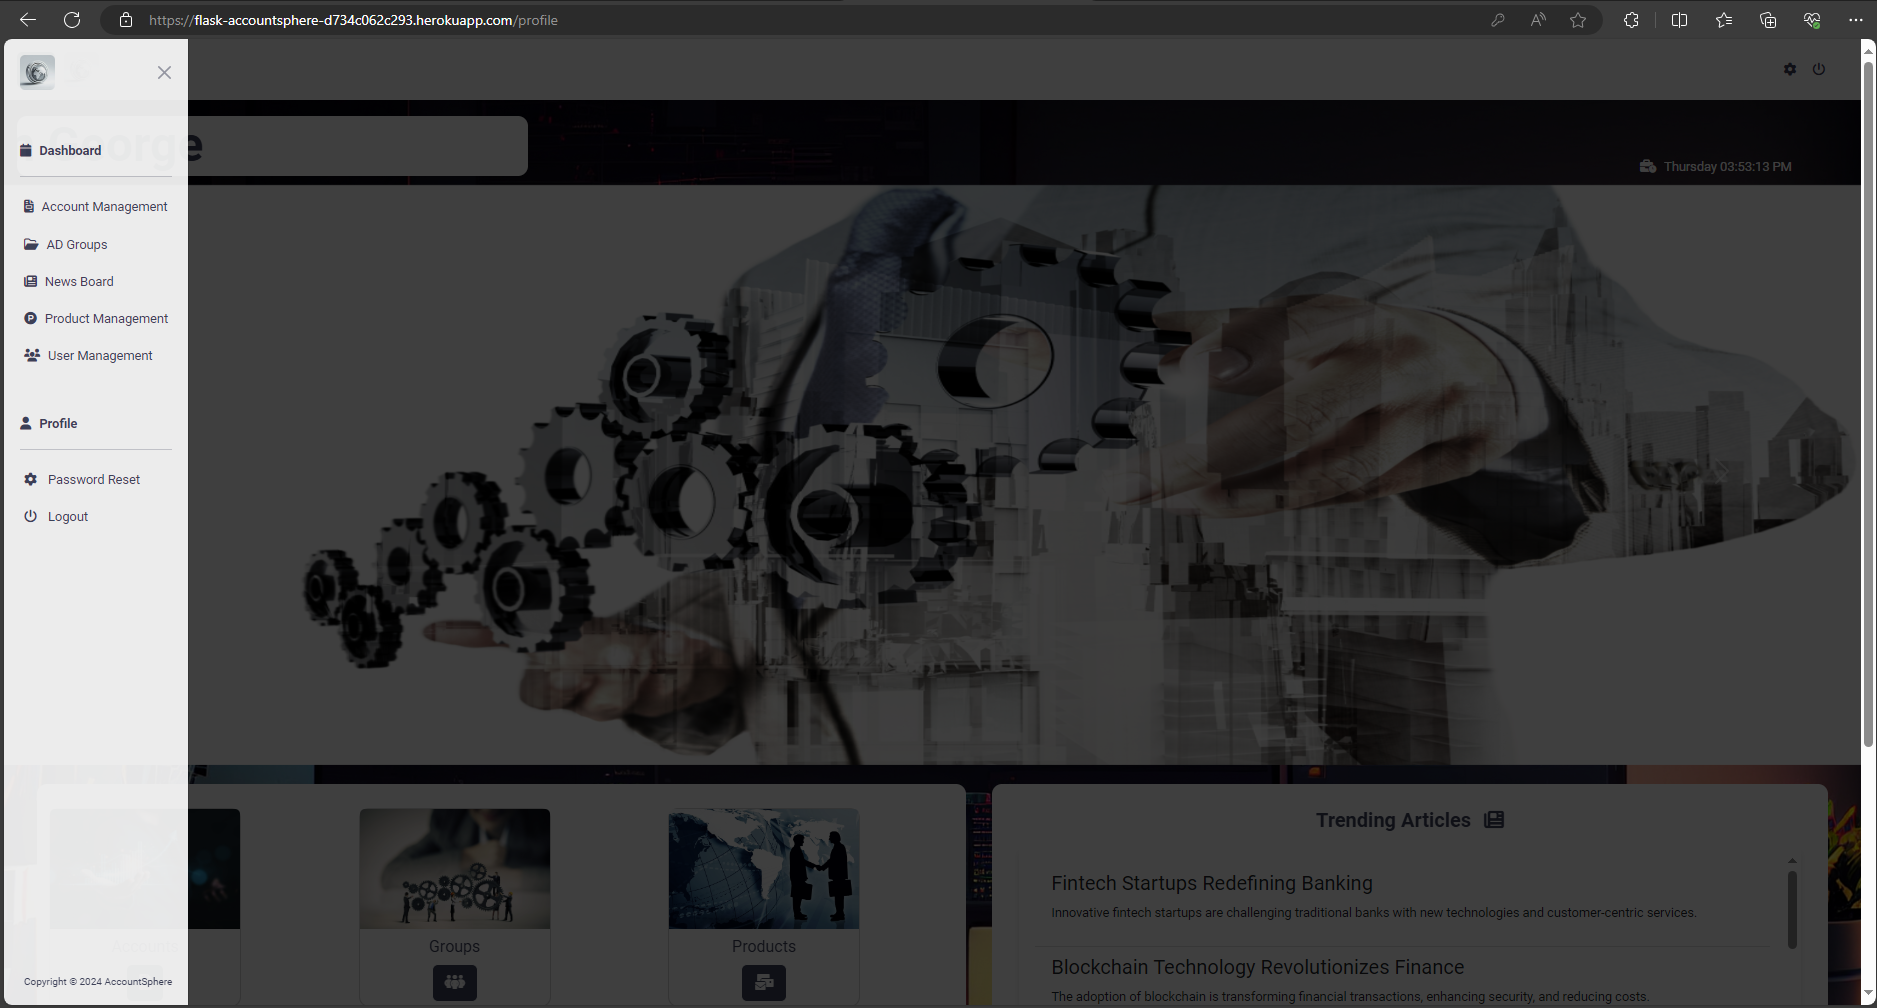 https://flask-accountsphere-d734c062c293.herokuapp.com/profile
George
Thursday 03:53:13 PM
Dashboard
Account Management
AD Groups
News Board
Product Management
User Management
Profile
Password Reset
Logout
Copyright © 2024 AccountSphere
Accounts
Groups
Products
Trending Articles
Fintech Startups Redefining Banking
Innovative fintech startups are challenging traditional banks with new technologies and customer-centric services.
Blockchain Technology Revolutionizes Finance
The adoption of blockchain is transforming financial transactions, enhancing security, and reducing costs.